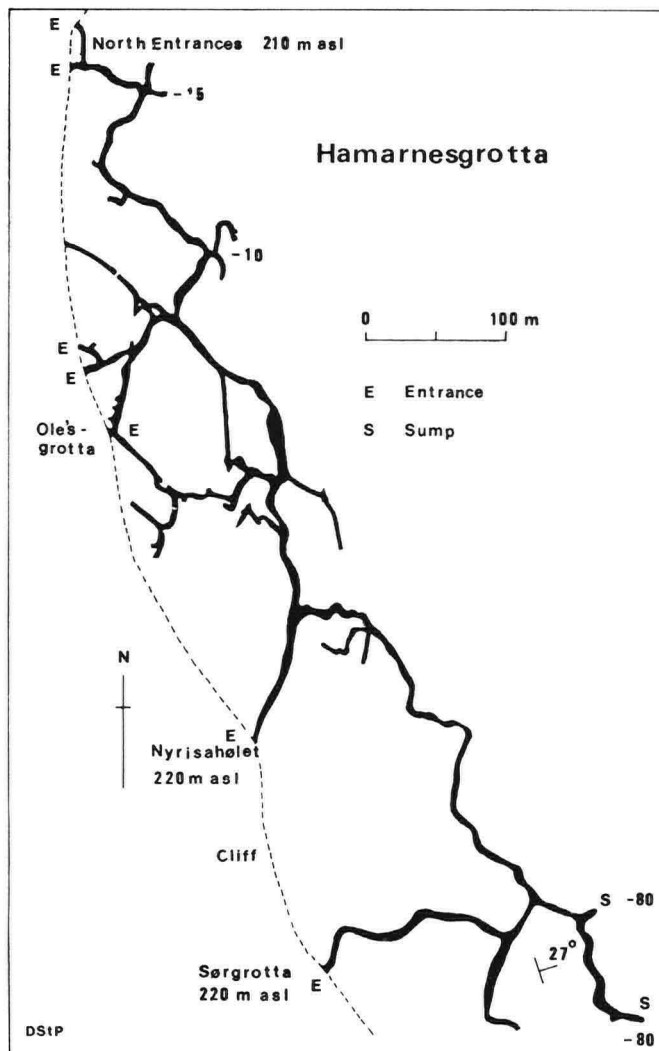 E
North Entrances 210 m asl
E
-15
Hamarnesgrotta
-10
0 100 m
E Entrance
S Sump
E
E
Ole's-
grotta
E
N
E
Nyrisahølet
220 m asl
Cliff
S -80
27°
Sørgrotta
220 m asl
E
S
-80
DStP